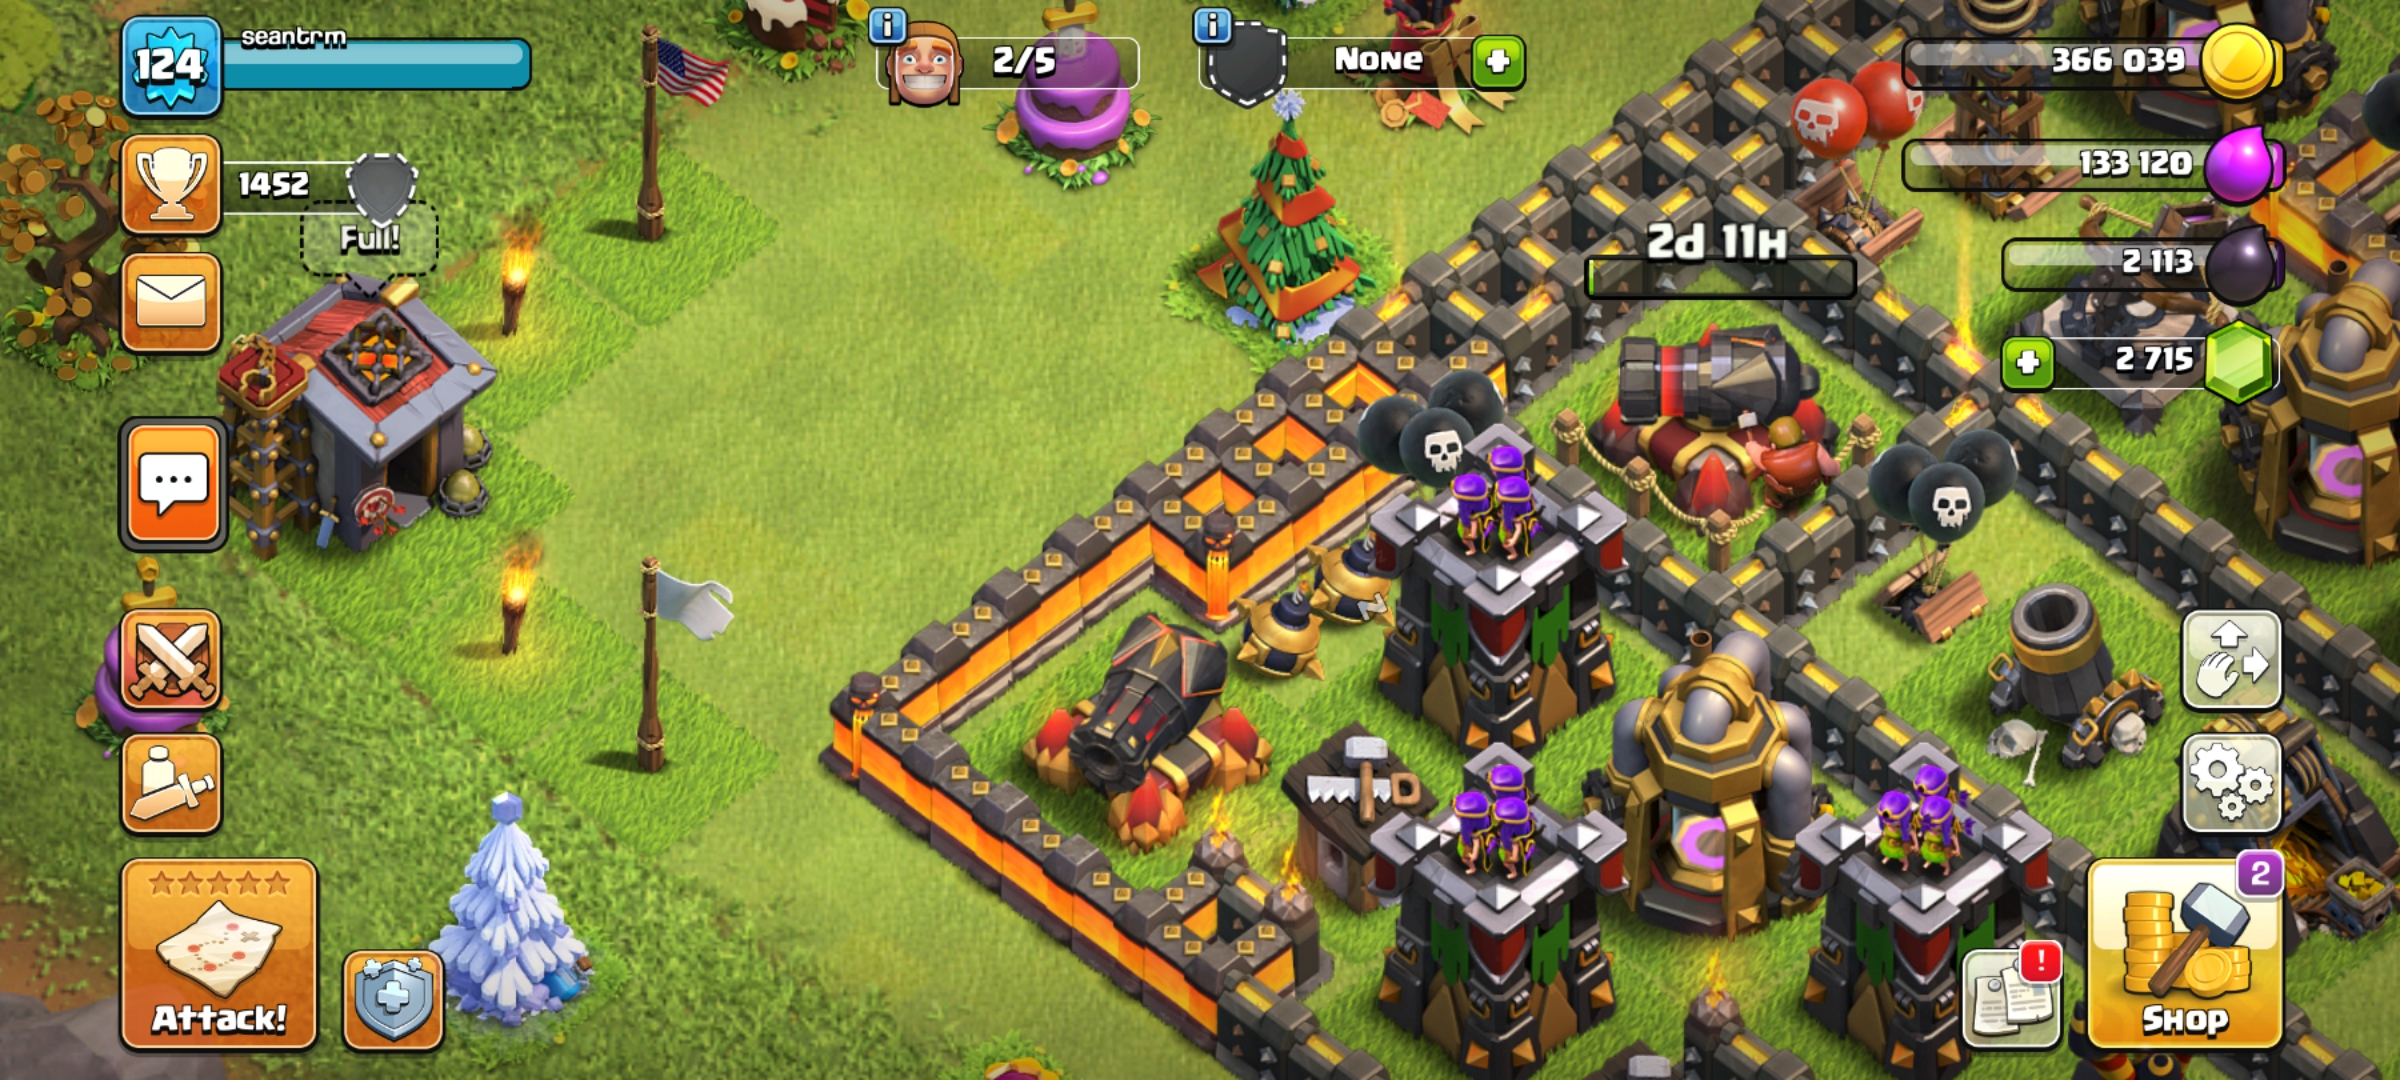 124
seantrm
i
2/5
i
None
366 039
1452
133 120
Full!
2d 11H
2 113
2 715
2
!
Attack!
Shop